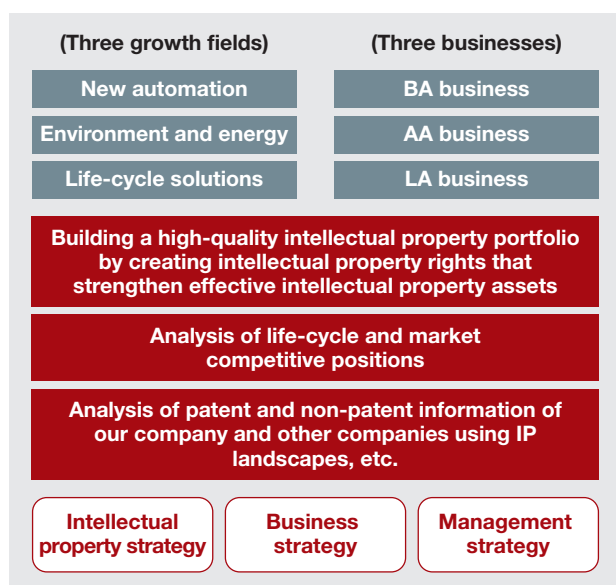 (Three growth fields)
(Three businesses)
New automation
BA business
Environment and energy
AA business
Life-cycle solutions
LA business
Building a high-quality intellectual property portfolio
by creating intellectual property rights that
strengthen effective intellectual property assets
Analysis of life-cycle and market
competitive positions
Analysis of patent and non-patent information of
our company and other companies using IP
landscapes, etc.
Intellectual
property strategy
Business
strategy
Management
strategy